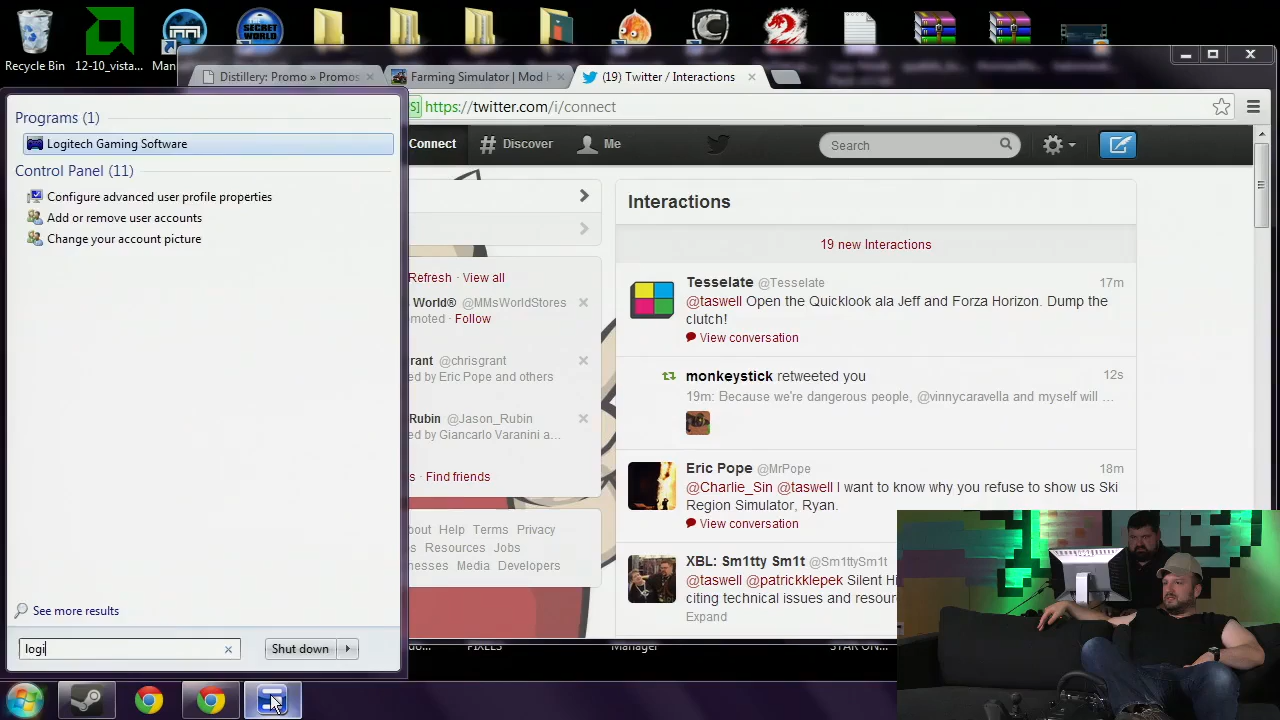 Recycle Bin
12-10_vista...
Man
THE SECRET WORLD
Distillery: Promo » Promos
Farming Simulator | Mod H
(19) Twitter / Interactions
https://twitter.com/i/connect
Programs (1)
Logitech Gaming Software
Control Panel (11)
Configure advanced user profile properties
Add or remove user accounts
Change your account picture
See more results
logi
Shut down
Connect
Discover
Me
Search
Refresh · View all
World® @MMsWorldStores
moted Follow
rant @chrisgrant
ed by Eric Pope and others
Rubin @Jason_Rubin
ed by Giancarlo Varanini a...
s · Find friends
bout Help Terms Privacy
Resources Jobs
nesses Media Developers
Interactions
19 new Interactions
Tesselate @Tesselate 17m
@taswell Open the Quicklook ala Jeff and Forza Horizon. Dump the
clutch!
View conversation
monkeystick retweeted you 12s
19m: Because we're dangerous people, @vinnycaravella and myself will ...
Eric Pope @MrPope 18m
@Charlie_Sin @taswell I want to know why you refuse to show us Ski
Region Simulator, Ryan.
View conversation
XBL: Sm1tty Sm1t @Sm1ttySm1t
@taswell @patrickklepek Silent Hi
citing technical issues and resour
Expand
PIXELS
Manager
STAR ON...